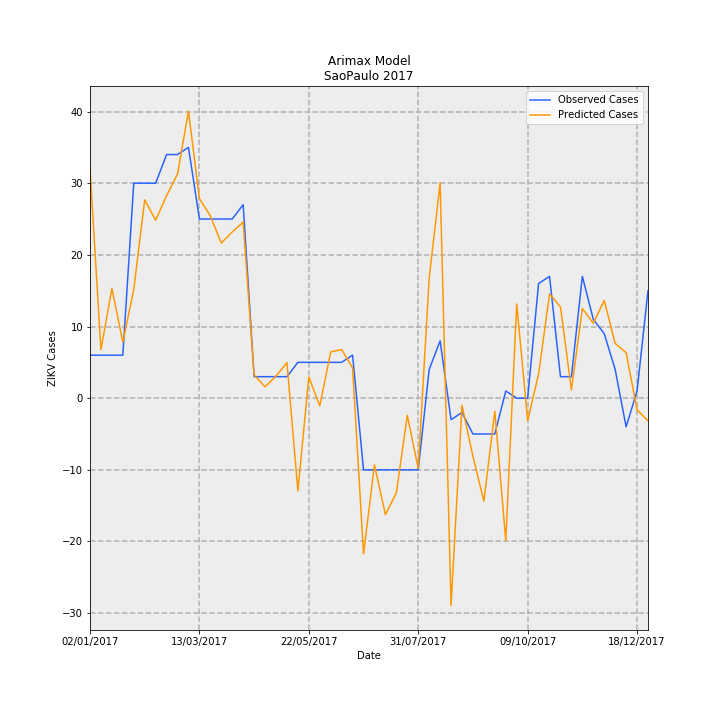 Arimax Model
SaoPaulo 2017
Observed Cases
Predicted Cases
ZIKV Cases
40
30
20
10
0
−10
−20
−30
02/01/2017 13/03/2017 22/05/2017 31/07/2017 09/10/2017 18/12/2017
Date